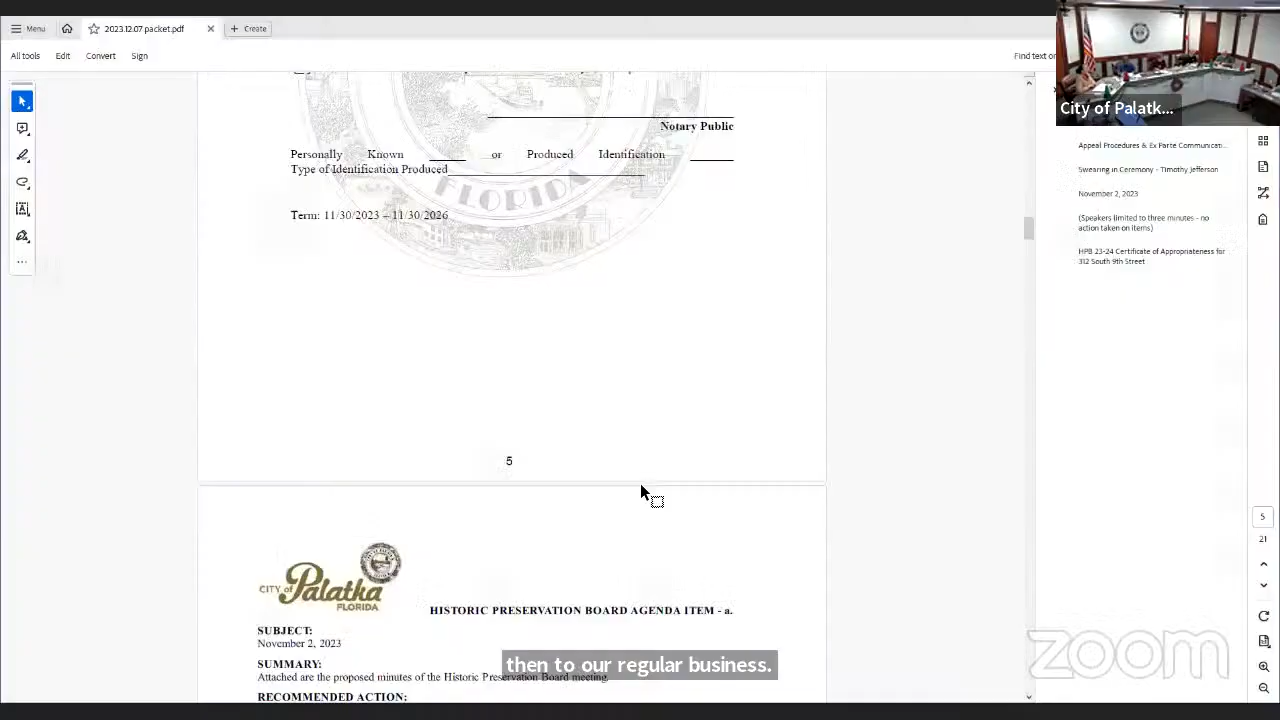 Menu
2023.12.07 packet.pdf
Create
All tools Edit Convert Sign
Find text or
Notary Public
Personally Known _____ or Produced Identification ______
Type of Identification Produced
FLORIDA
Term: 11/30/2023 – 11/30/2026
5
CITY of Palatka FLORIDA
HISTORIC PRESERVATION BOARD AGENDA ITEM - a.
SUBJECT:
November 2, 2023
SUMMARY:
Attached are the proposed minutes of the Historic Preservation Board meeting.
RECOMMENDED ACTION:
then to our regular business.
City of Palatk...
Appeal Procedures & Ex Parte Communicati...
Swearing in Ceremony - Timothy Jefferson
November 2, 2023
(Speakers limited to three minutes - no
action taken on items)
HPB 23-24 Certificate of Appropriateness for
312 South 9th Street
5
21
zoom